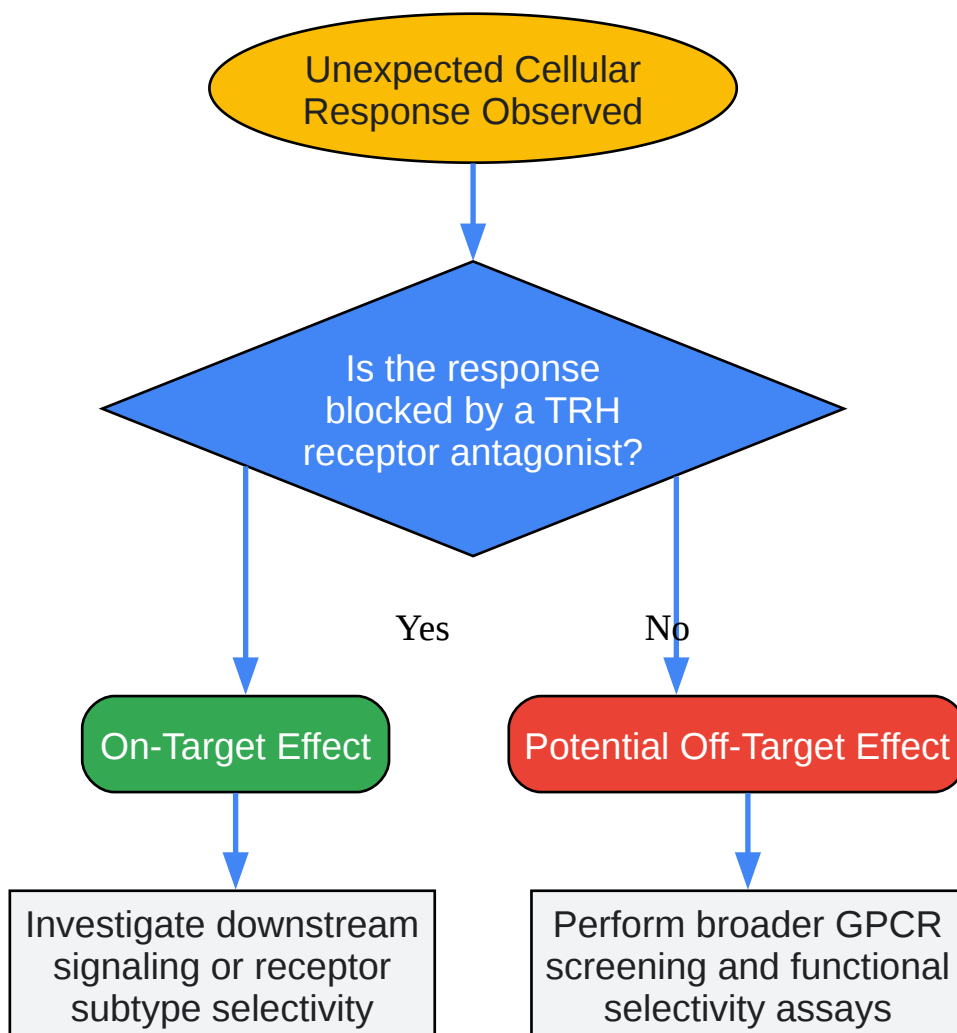 Unexpected Cellular
Response Observed
Is the response
blocked by a TRH
receptor antagonist?
Yes
No
On-Target Effect
Potential Off-Target Effect
Investigate downstream
signaling or receptor
subtype selectivity
Perform broader GPCR
screening and functional
selectivity assays